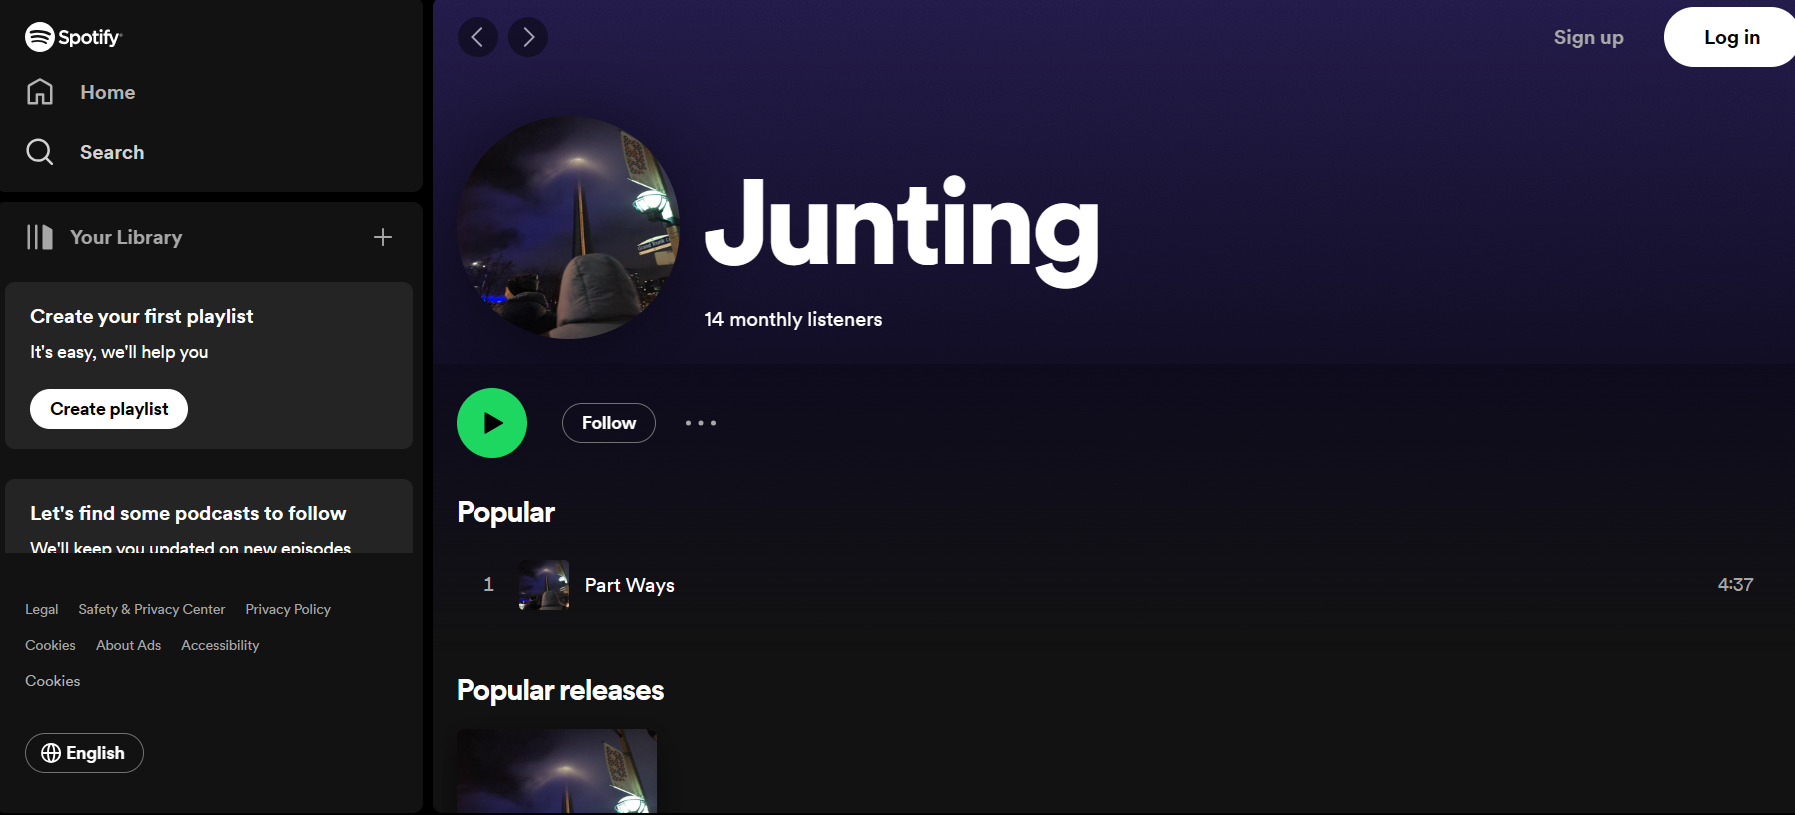 Spotify
Home
Search
Your Library
Create your first playlist
It's easy, we'll help you
Create playlist
Let's find some podcasts to follow
We'll keep you updated on new episodes
Legal Safety & Privacy Center Privacy Policy
Cookies About Ads Accessibility
Cookies
English
Sign up Log in
Junting
14 monthly listeners
Follow
Popular
1 Part Ways 4:37
Popular releases